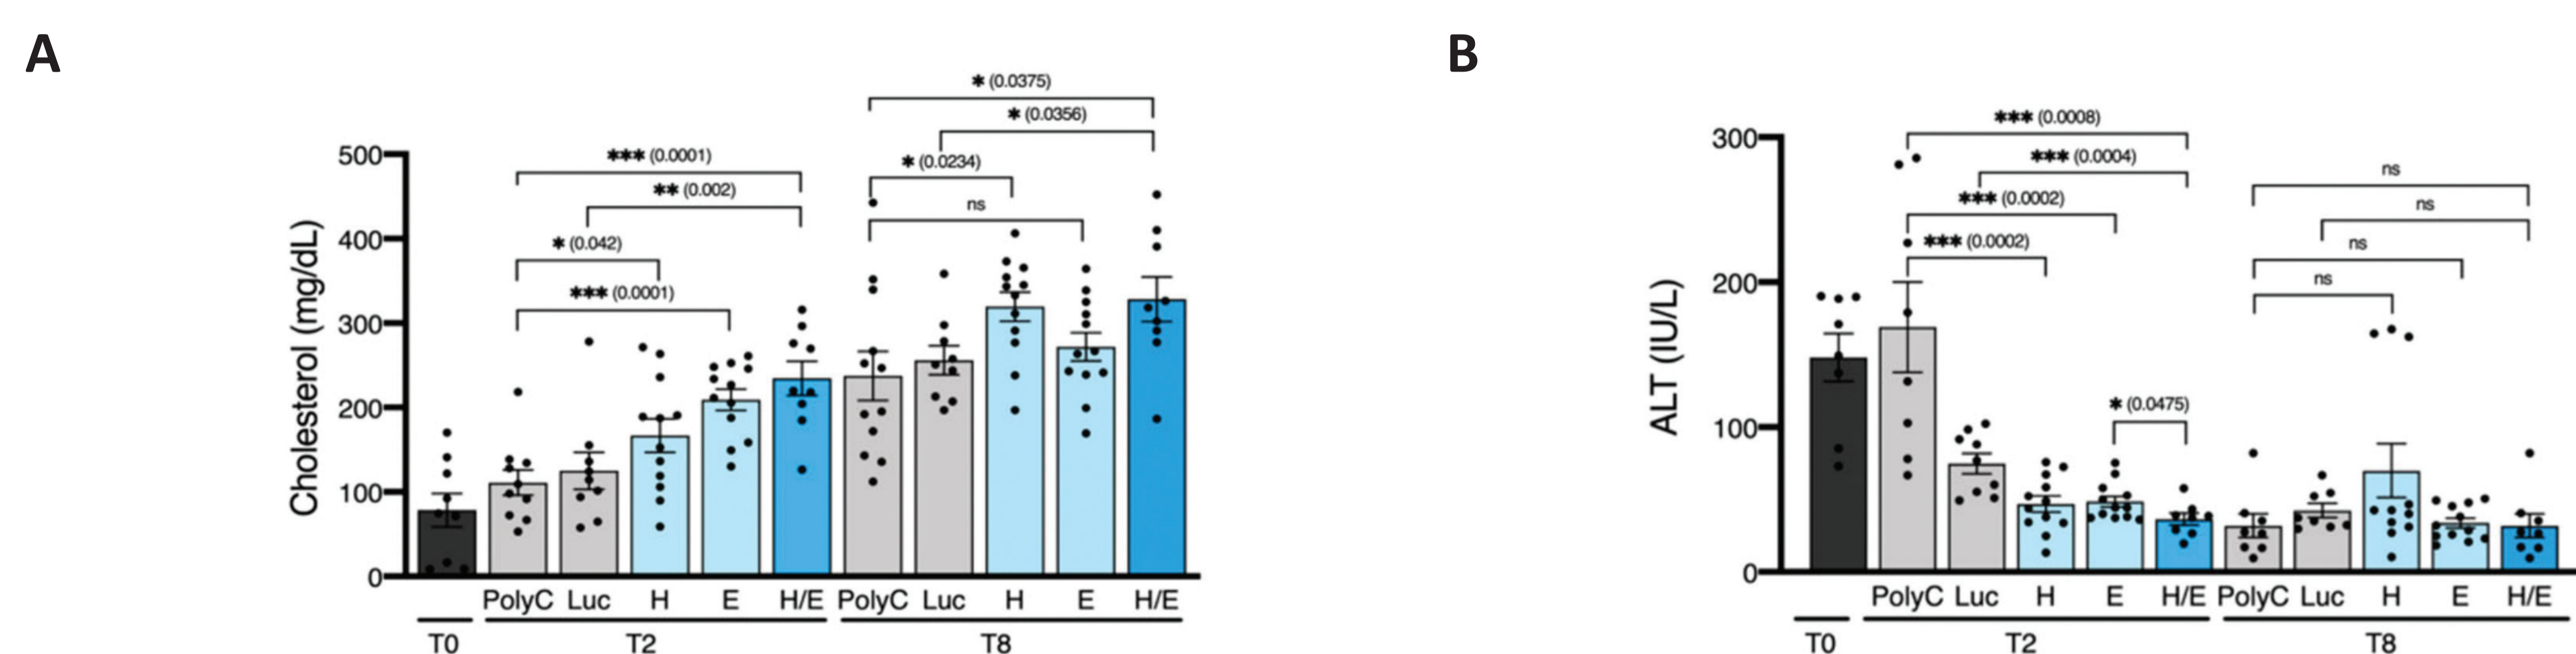 A
Cholesterol (mg/dL)
500
400
300
200
100
0
✱ (0.0375)
✱ (0.0356)
✱✱✱ (0.0001)
✱ (0.0234)
✱✱ (0.002)
ns
✱ (0.042)
✱✱✱ (0.0001)
PolyC Luc H E H/E PolyC Luc H E H/E
T0 T2 T8
B
ALT (IU/L)
300
200
100
0
✱✱✱ (0.0008)
✱✱✱ (0.0004)
ns
✱✱✱ (0.0002)
ns
✱✱✱ (0.0002)
ns
ns
✱ (0.0475)
PolyC Luc H E H/E PolyC Luc H E H/E
T0 T2 T8